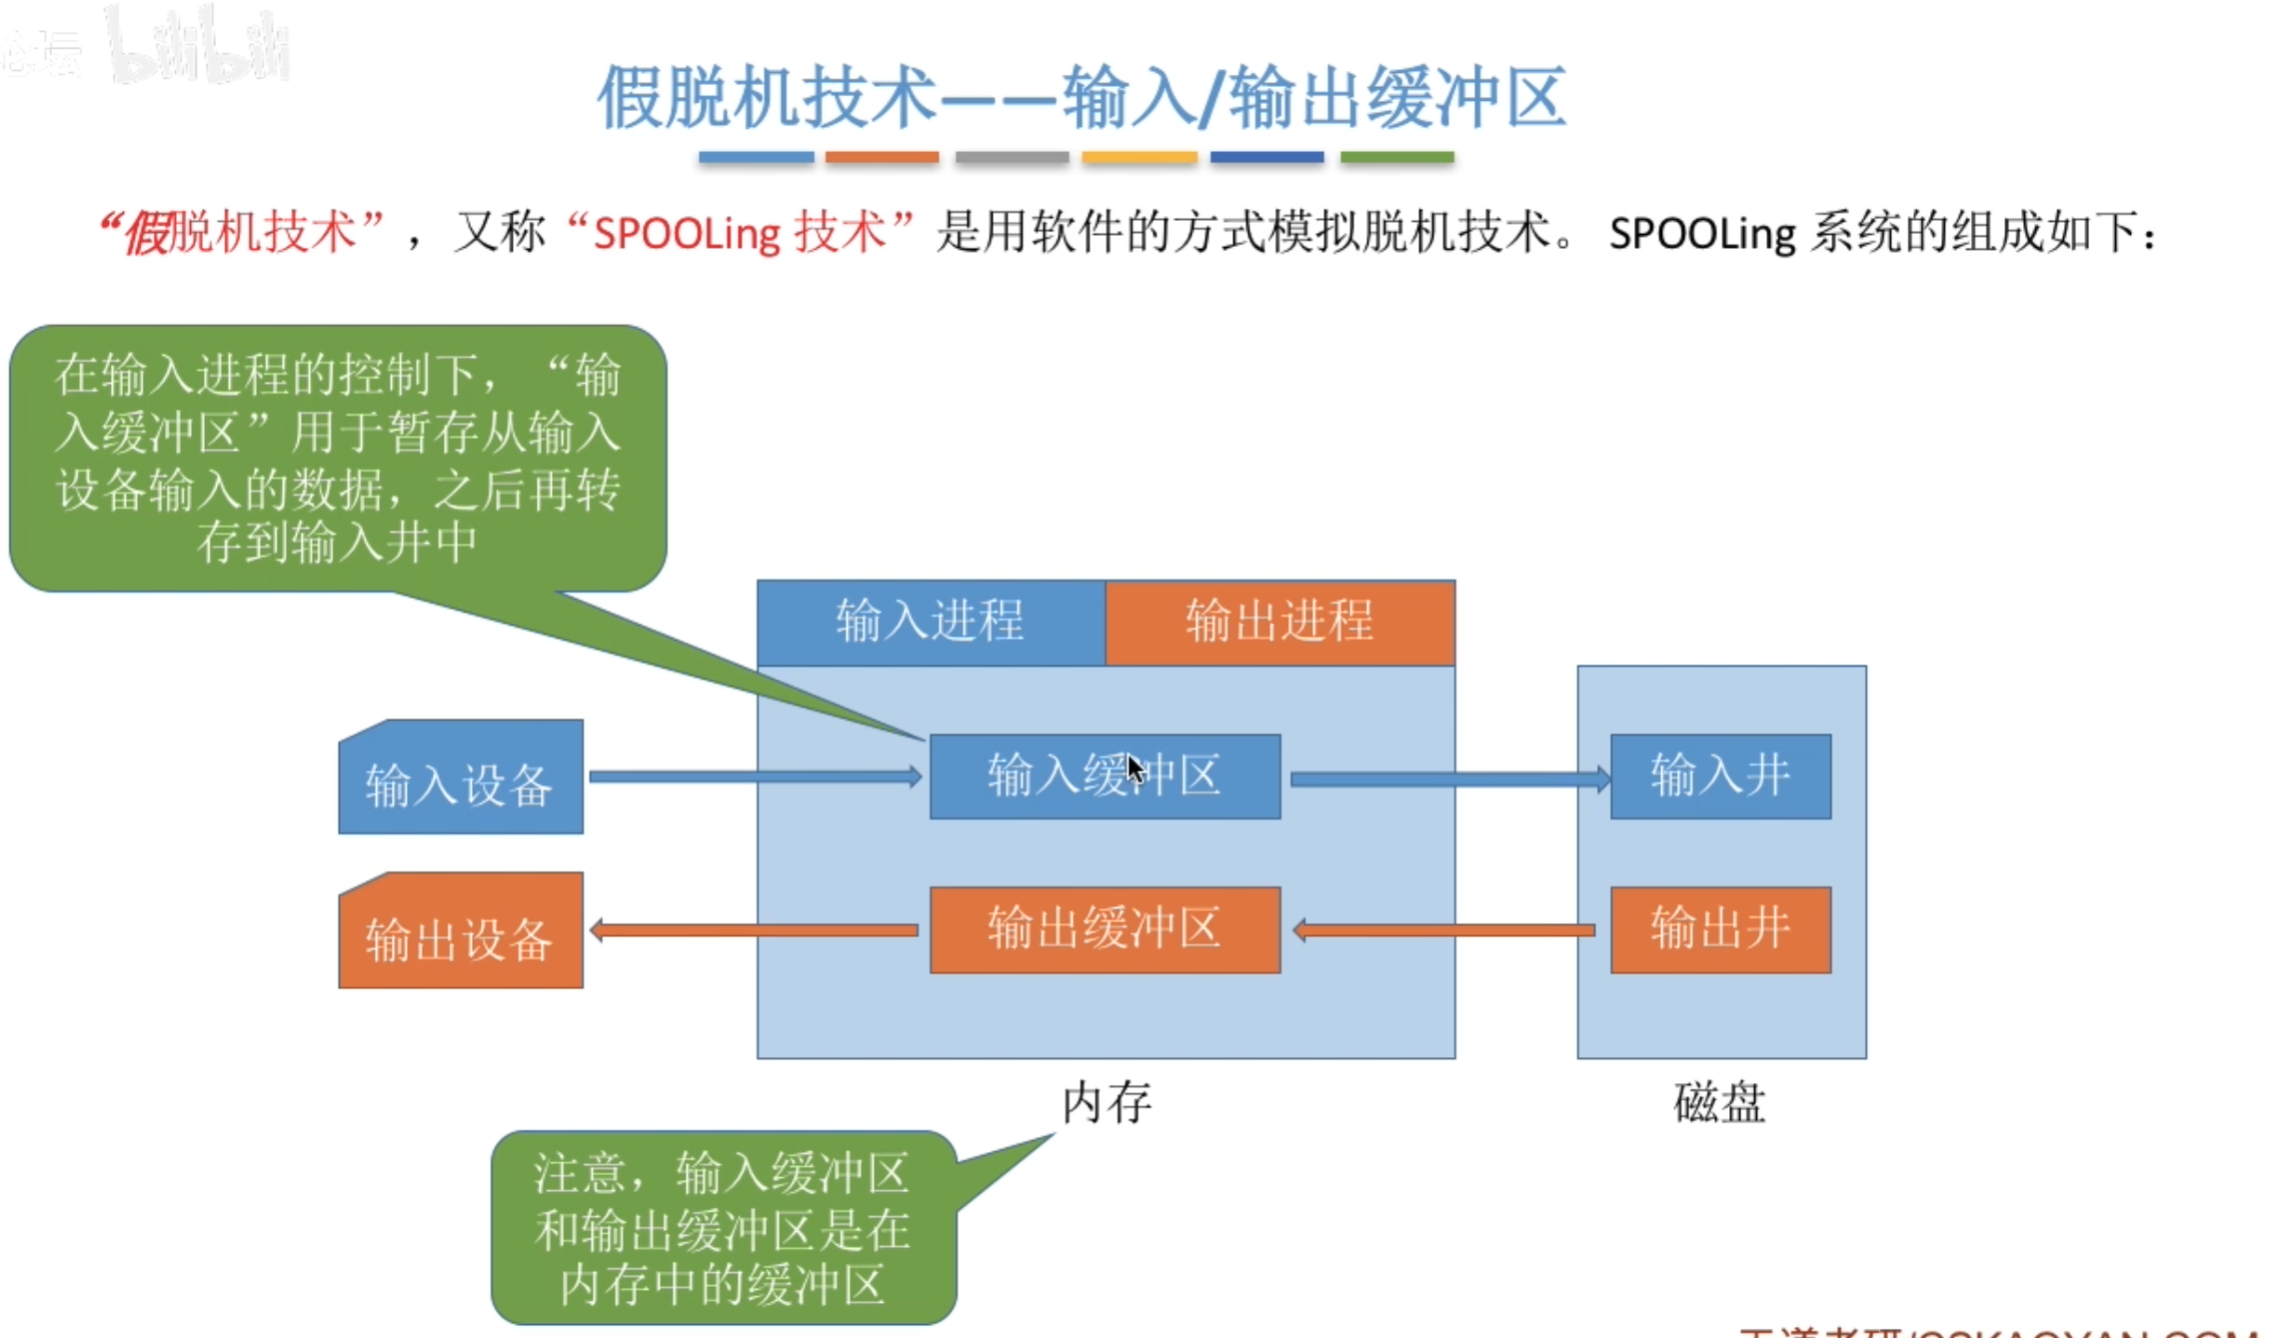 bilibili
假脱机技术——输入/输出缓冲区
“假脱机技术”，又称“SPOOLing 技术”是用软件的方式模拟脱机技术。SPOOLing 系统的组成如下：
在输入进程的控制下，“输
入缓冲区”用于暂存从输入
设备输入的数据，之后再转
存到输入井中
输入进程
输出进程
输入设备
输入缓冲区
输入井
输出设备
输出缓冲区
输出井
内存
磁盘
注意，输入缓冲区
和输出缓冲区是在
内存中的缓冲区
王道考研/CSKAOYAN.COM